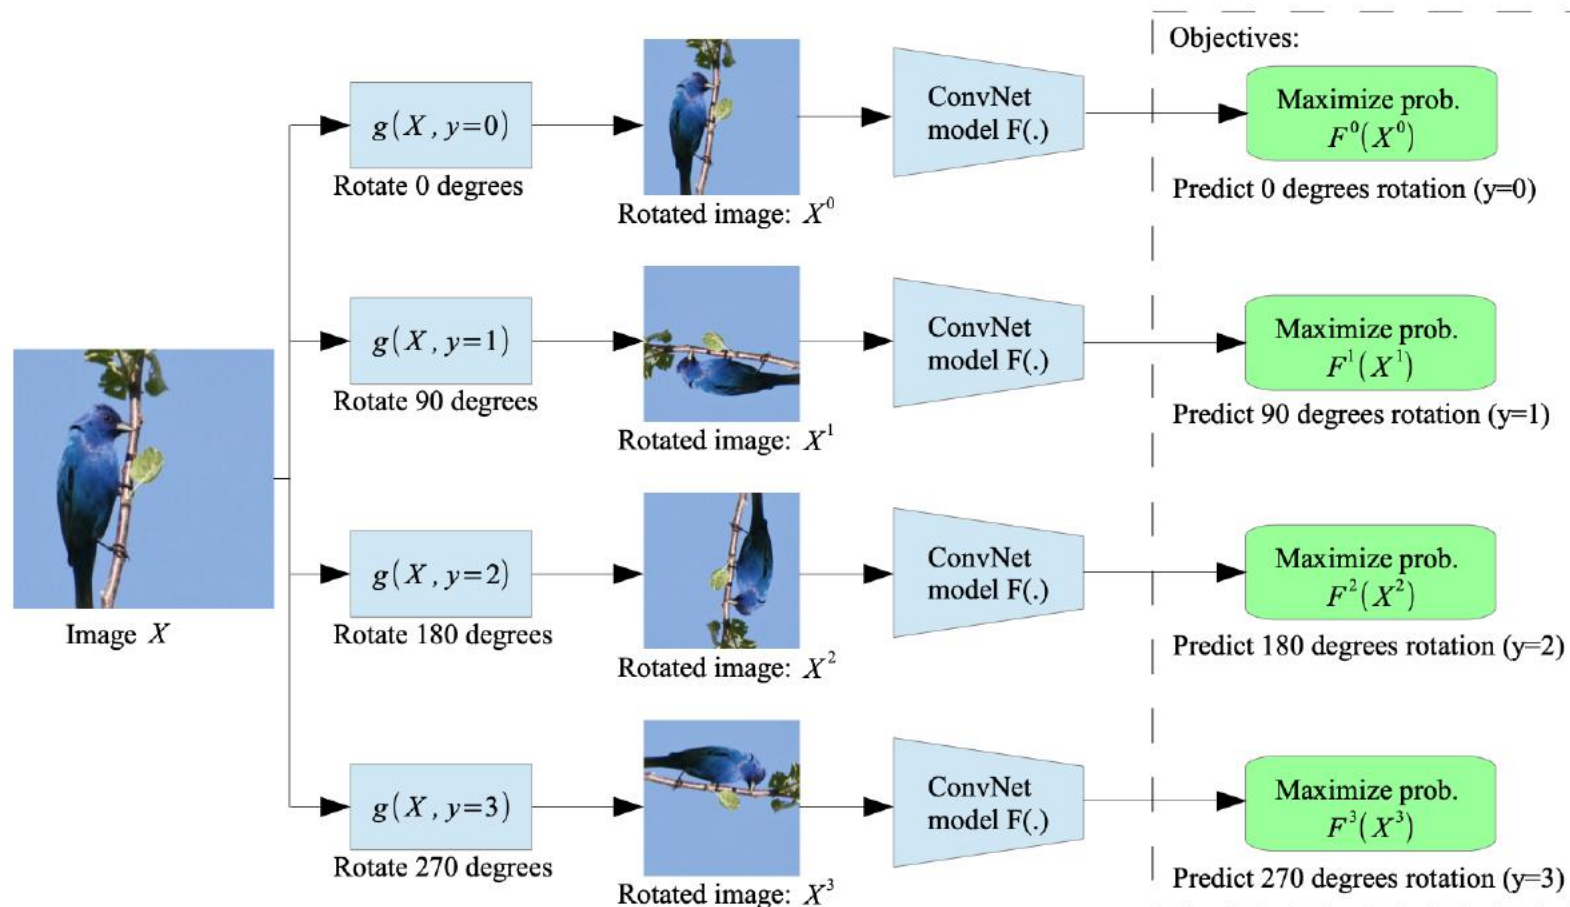 Objectives:
g(X, y=0)
Rotate 0 degrees
Rotated image: X⁰
ConvNet
model F(.)
Maximize prob.
F⁰(X⁰)
Predict 0 degrees rotation (y=0)
g(X, y=1)
Rotate 90 degrees
Rotated image: X¹
ConvNet
model F(.)
Maximize prob.
F¹(X¹)
Predict 90 degrees rotation (y=1)
Image X
g(X, y=2)
Rotate 180 degrees
Rotated image: X²
ConvNet
model F(.)
Maximize prob.
F²(X²)
Predict 180 degrees rotation (y=2)
g(X, y=3)
Rotate 270 degrees
Rotated image: X³
ConvNet
model F(.)
Maximize prob.
F³(X³)
Predict 270 degrees rotation (y=3)